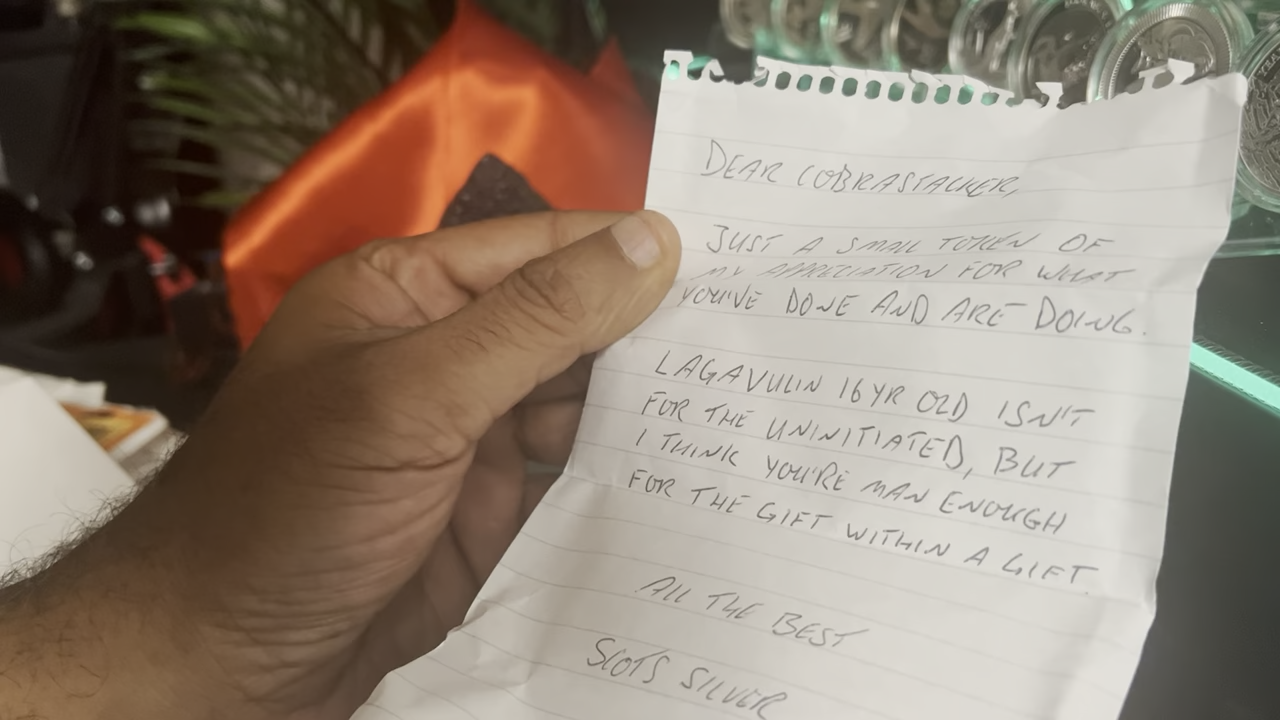 DEAR COBRASTACKER,
JUST A SMALL TOKEN OF
MY APPRECIATION FOR WHAT
YOU'VE DONE AND ARE DOING.
LAGAVULIN 16 YR OLD ISN'T
FOR THE UNINITIATED, BUT
I THINK YOU'RE MAN ENOUGH
FOR THE GIFT WITHIN A GIFT
ALL THE BEST
SCOTS SILVER